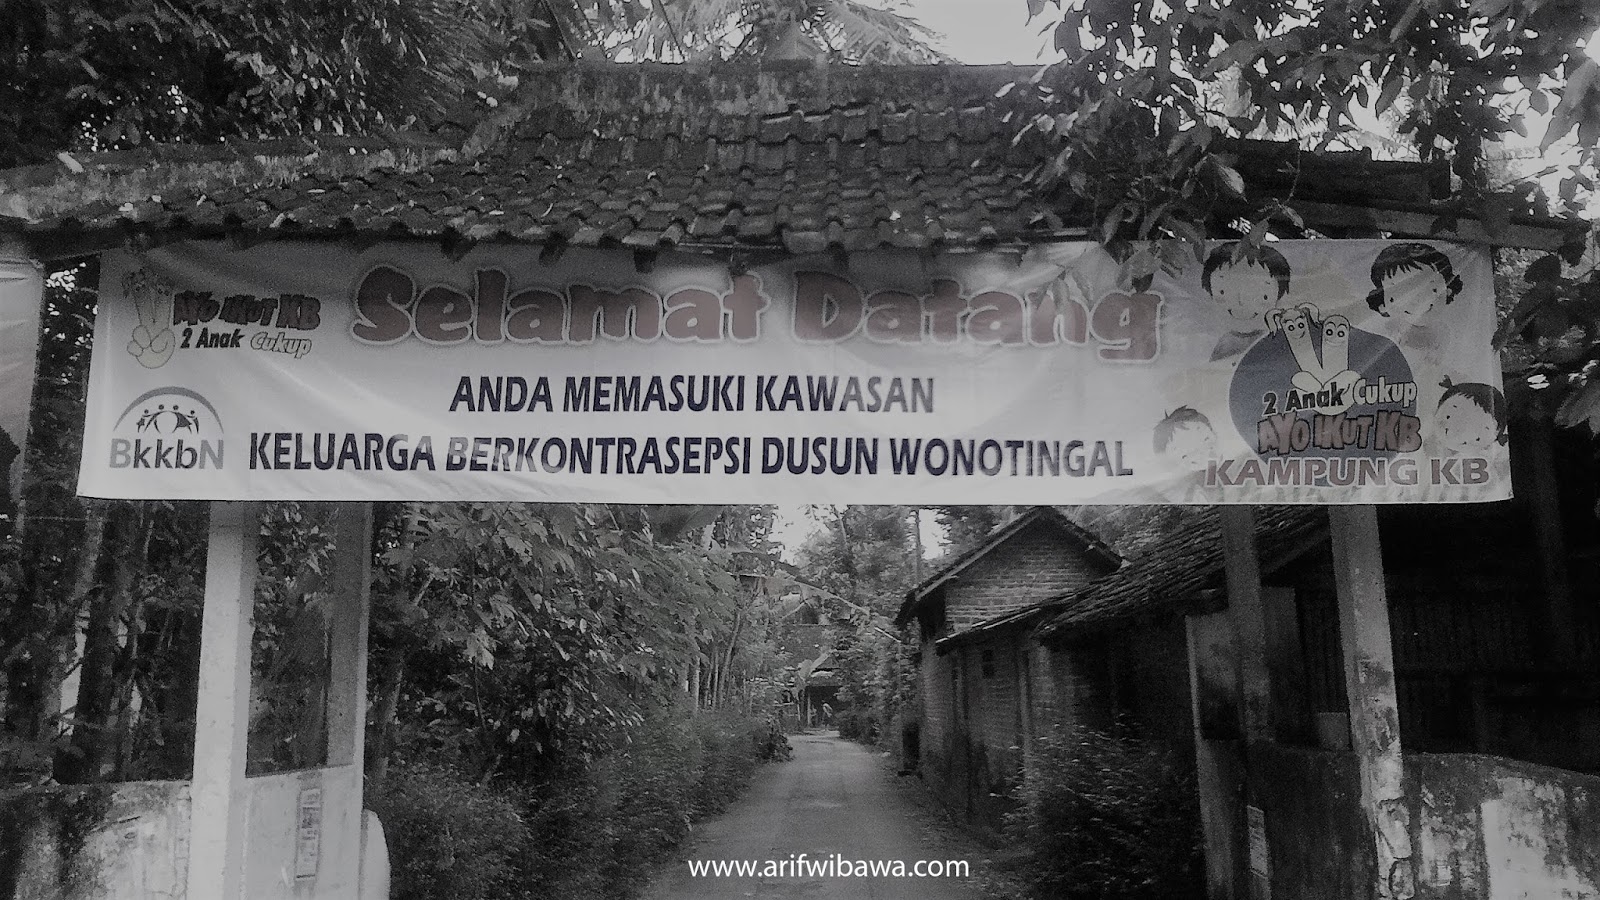 AYO IKUT KB
2 Anak Cukup
BkkbN
Selamat Datang
ANDA MEMASUKI KAWASAN
KELUARGA BERKONTRASEPSI DUSUN WONOTINGAL
2 Anak Cukup
AYO IKUT KB
KAMPUNG KB
www.arifwibawa.com